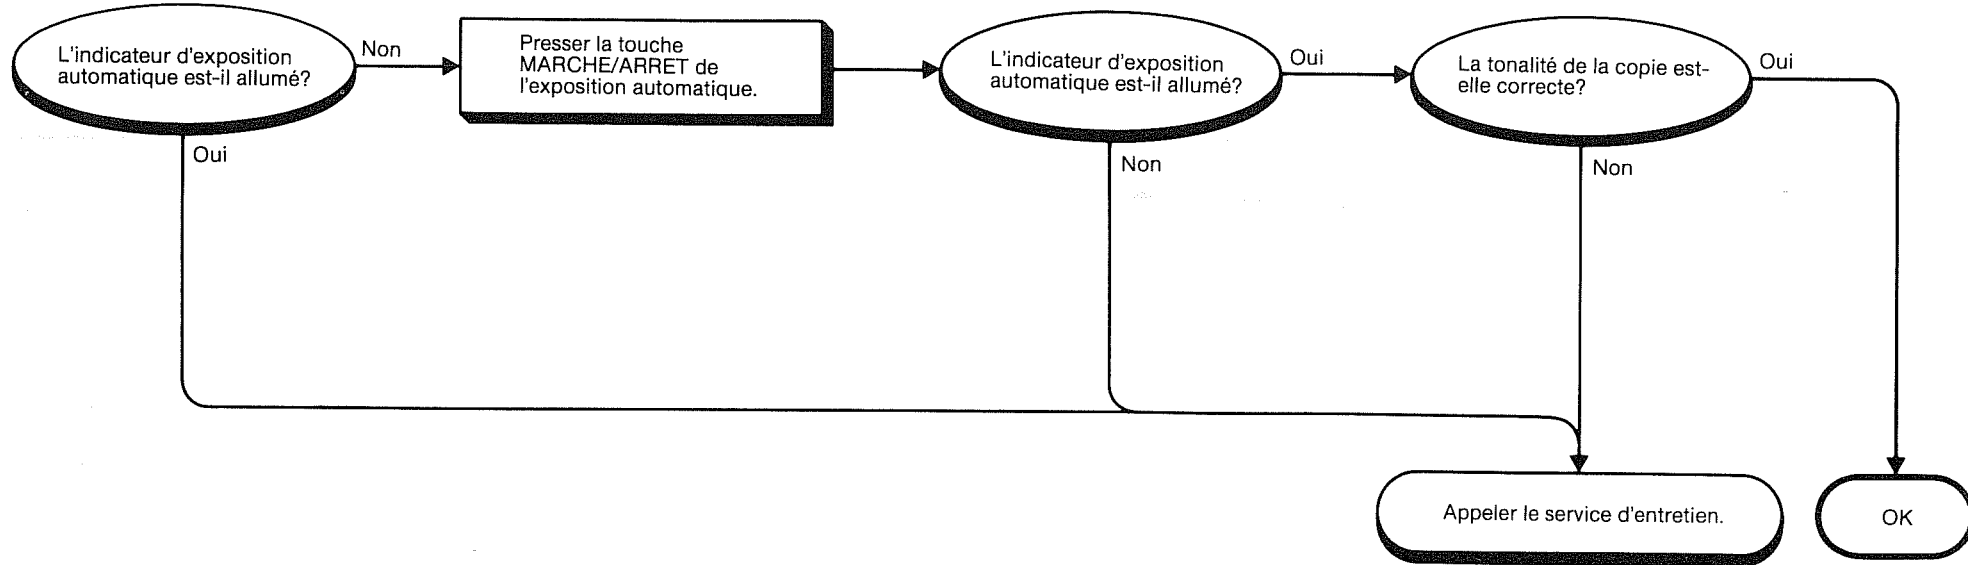 L'indicateur d'exposition
automatique est-il allumé?
Non
Oui
Presser la touche
MARCHE/ARRET de
l'exposition automatique.
L'indicateur d'exposition
automatique est-il allumé?
Oui
Non
La tonalité de la copie est-
elle correcte?
Oui
Non
Appeler le service d'entretien.
OK